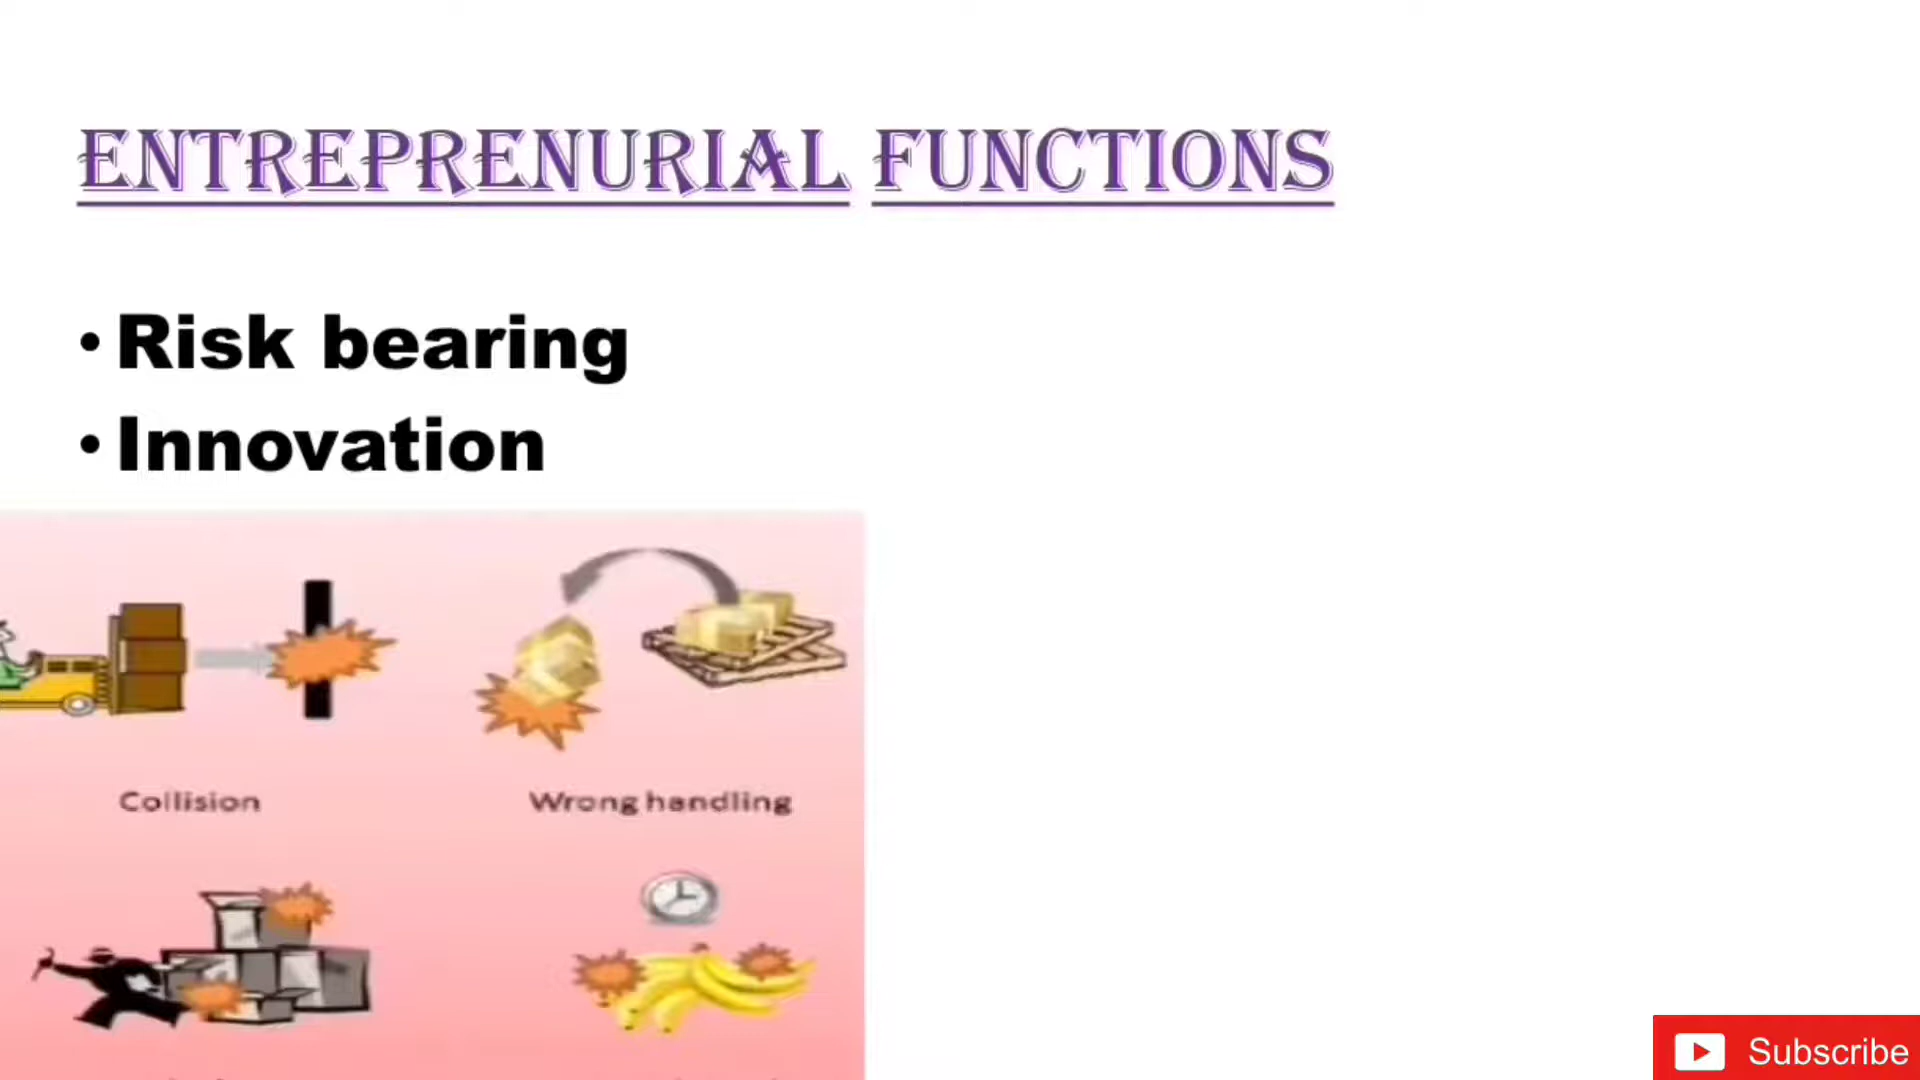 ENTREPRENURIAL FUNCTIONS
• Risk bearing
• Innovation
Collision
Wrong handling
Subscribe